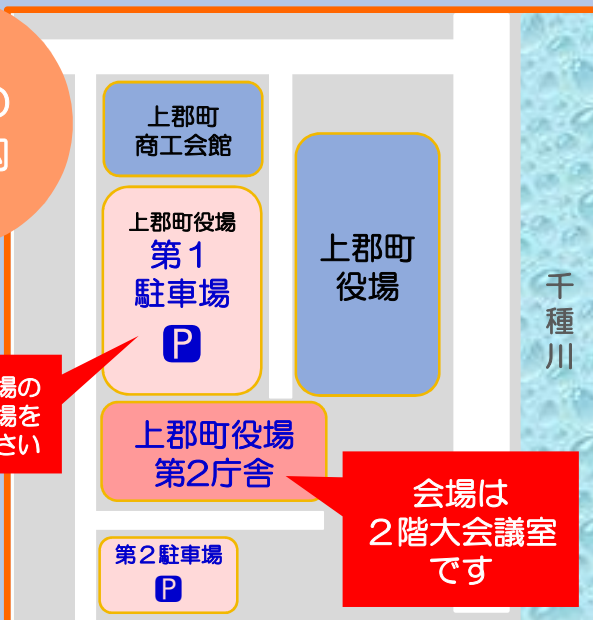 の
内
上郡町
商工会館
上郡町役場
第１
駐車場
P
上郡町
役場
千種川
場の
場を
さい
上郡町役場
第2庁舎
会場は
２階大会議室
です
第２駐車場
P